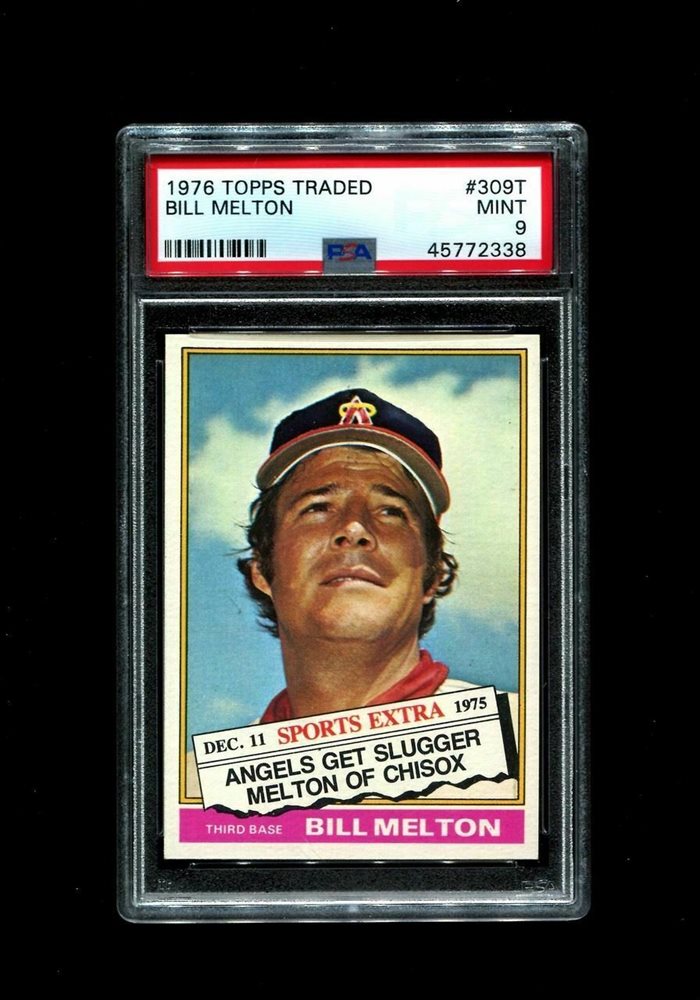 1976 TOPPS TRADED #309T
BILL MELTON MINT
9
PSA 45772338
A
DEC. 11 SPORTS EXTRA 1975
ANGELS GET SLUGGER
MELTON OF CHISOX
THIRD BASE BILL MELTON
PSA